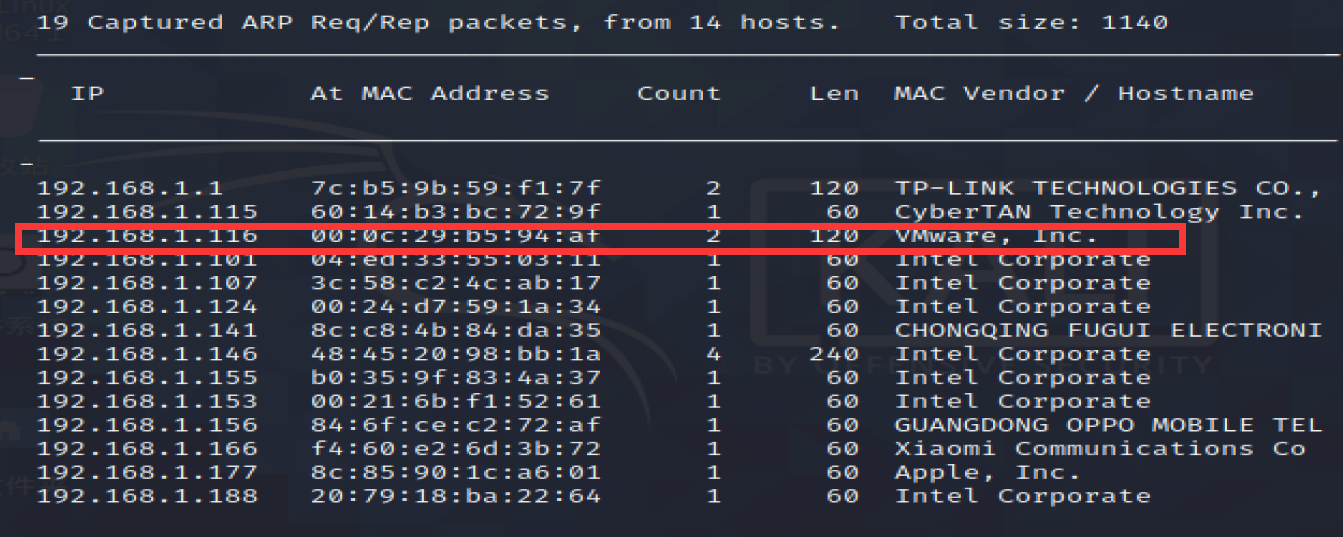 19 Captured ARP Req/Rep packets, from 14 hosts.   Total size: 1140
_
IP            At MAC Address     Count     Len  MAC Vendor / Hostname
_
192.168.1.1     7c:b5:9b:59:f1:7f      2     120  TP-LINK TECHNOLOGIES CO.,
192.168.1.115   60:14:b3:bc:72:9f      1      60  CyberTAN Technology Inc.
192.168.1.116   00:0c:29:b5:94:af      2     120  VMware, Inc.
192.168.1.101   04:ed:33:55:03:11      1      60  Intel Corporate
192.168.1.107   3c:58:c2:4c:ab:17      1      60  Intel Corporate
192.168.1.124   00:24:d7:59:1a:34      1      60  Intel Corporate
192.168.1.141   8c:c8:4b:84:da:35      1      60  CHONGQING FUGUI ELECTRONI
192.168.1.146   48:45:20:98:bb:1a      4     240  Intel Corporate
192.168.1.155   b0:35:9f:83:4a:37      1      60  Intel Corporate
192.168.1.153   00:21:6b:f1:52:61      1      60  Intel Corporate
192.168.1.156   84:6f:ce:c2:72:af      1      60  GUANGDONG OPPO MOBILE TEL
192.168.1.166   f4:60:e2:6d:3b:72      1      60  Xiaomi Communications Co
192.168.1.177   8c:85:90:1c:a6:01      1      60  Apple, Inc.
192.168.1.188   20:79:18:ba:22:64      1      60  Intel Corporate
KALI
BY OFFENSIVE SECURITY